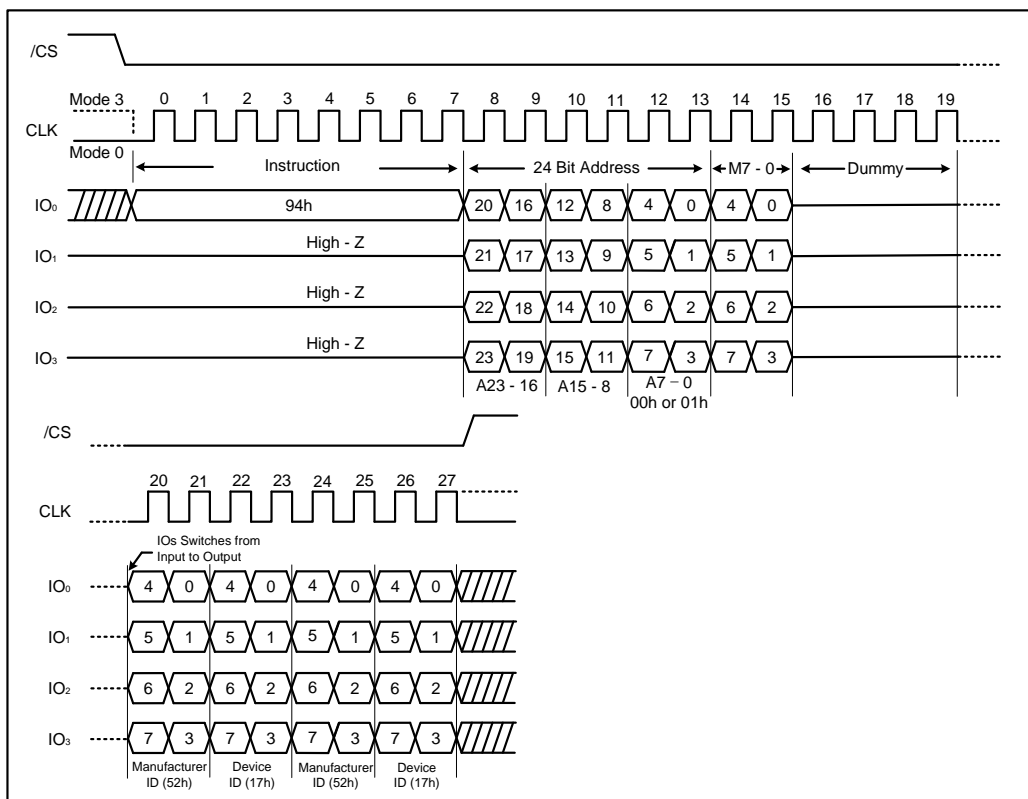 /CS
Mode 3 0 1 2 3 4 5 6 7 8 9 10 11 12 13 14 15 16 17 18 19
CLK
Mode 0
Instruction 24 Bit Address M7 - 0 Dummy
IO0 94h 20 16 12 8 4 0 4 0
High - Z
IO1 21 17 13 9 5 1 5 1
High - Z
IO2 22 18 14 10 6 2 6 2
High - Z
IO3 23 19 15 11 7 3 7 3
A23 - 16 A15 - 8 A7 - 0
00h or 01h
/CS
20 21 22 23 24 25 26 27
CLK
IOs Switches from
Input to Output
IO0 4 0 4 0 4 0 4 0
IO1 5 1 5 1 5 1 5 1
IO2 6 2 6 2 6 2 6 2
IO3 7 3 7 3 7 3 7 3
Manufacturer Device Manufacturer Device
ID (52h) ID (17h) ID (52h) ID (17h)